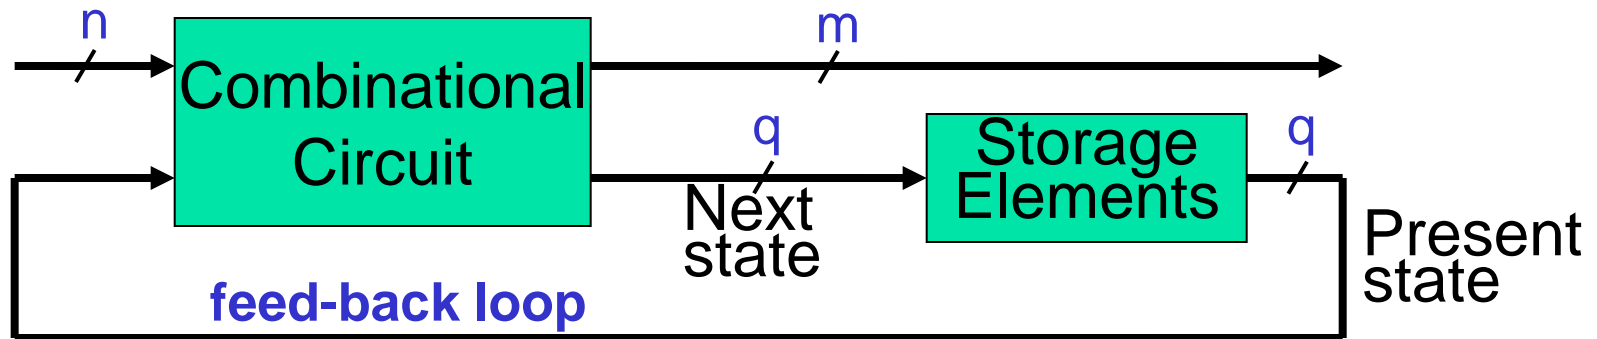 n
m
Combinational
Circuit
q
Storage
Elements
q
Next
state
Present
state
feed-back loop